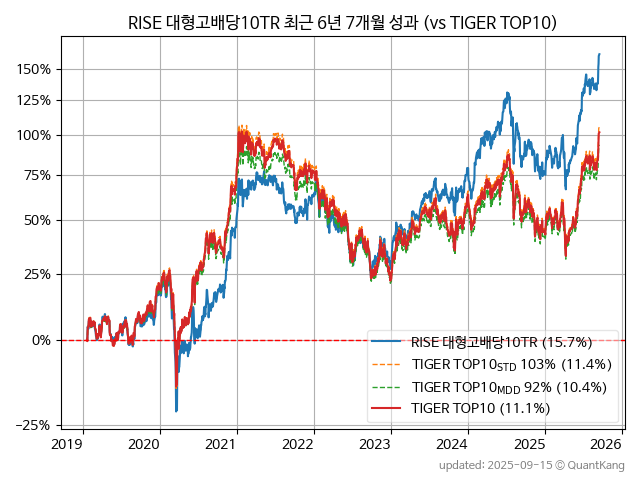 RISE 대형고배당10TR 최근 6년 7개월 성과 (vs TIGER TOP10)
150%
125%
100%
75%
50%
25%
0%
−25%
RISE 대형고배당10TR (15.7%)
TIGER TOP10STD 103% (11.4%)
TIGER TOP10MDD 92% (10.4%)
TIGER TOP10 (11.1%)
2019 2020 2021 2022 2023 2024 2025 2026
updated: 2025-09-15 © QuantKang